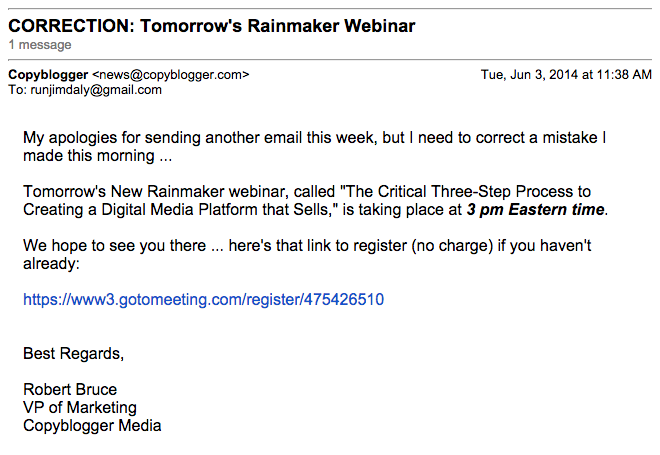 CORRECTION: Tomorrow's Rainmaker Webinar
1 message
Copyblogger <news@copyblogger.com> Tue, Jun 3, 2014 at 11:38 AM
To: runjimdaly@gmail.com
My apologies for sending another email this week, but I need to correct a mistake I
made this morning ...
Tomorrow's New Rainmaker webinar, called "The Critical Three-Step Process to
Creating a Digital Media Platform that Sells," is taking place at 3 pm Eastern time.
We hope to see you there ... here's that link to register (no charge) if you haven't
already:
https://www3.gotomeeting.com/register/475426510
Best Regards,
Robert Bruce
VP of Marketing
Copyblogger Media